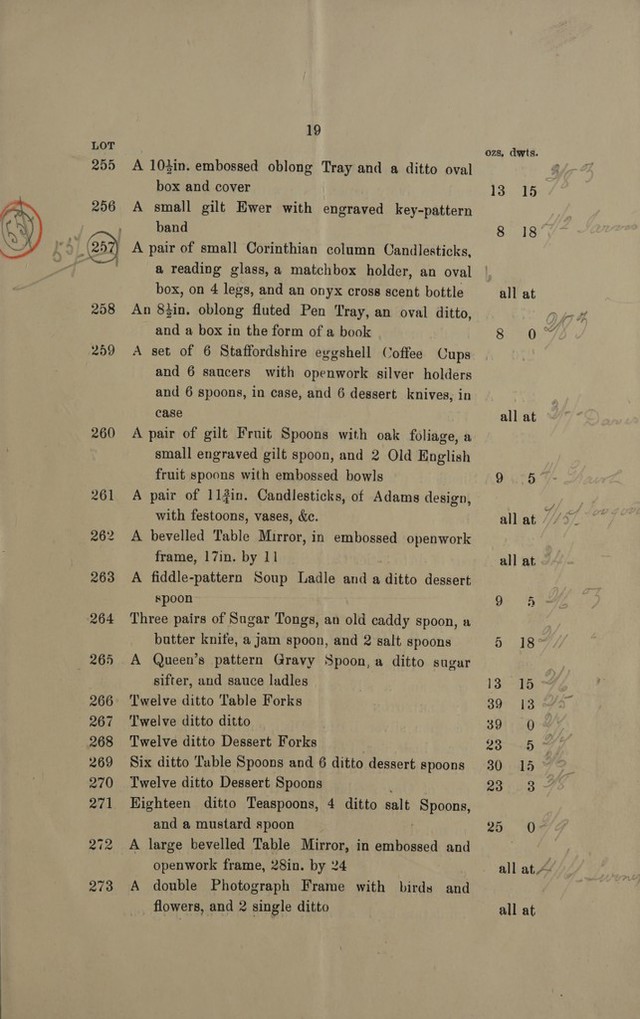 19
LOT ozs. dwts.
255 A 10½in. embossed oblong Tray and a ditto oval
box and cover 13 15
256 A small gilt Ewer with engraved key-pattern
band 8 18
257 A pair of small Corinthian column Candlesticks,
a reading glass, a matchbox holder, an oval
box, on 4 legs, and an onyx cross scent bottle all at
258 An 8½in. oblong fluted Pen Tray, an oval ditto,
and a box in the form of a book 8 0
259 A set of 6 Staffordshire eggshell Coffee Cups
and 6 saucers with openwork silver holders
and 6 spoons, in case, and 6 dessert knives, in
case all at
260 A pair of gilt Fruit Spoons with oak foliage, a
small engraved gilt spoon, and 2 Old English
fruit spoons with embossed bowls 9 5
261 A pair of 11¾in. Candlesticks, of Adams design,
with festoons, vases, &c. all at
262 A bevelled Table Mirror, in embossed openwork
frame, 17in. by 11 all at
263 A fiddle-pattern Soup Ladle and a ditto dessert
spoon 9 5
264 Three pairs of Sugar Tongs, an old caddy spoon, a
butter knife, a jam spoon, and 2 salt spoons 5 18
265 A Queen's pattern Gravy Spoon, a ditto sugar
sifter, and sauce ladles 13 15
266 Twelve ditto Table Forks 39 13
267 Twelve ditto ditto 39 0
268 Twelve ditto Dessert Forks 23 5
269 Six ditto Table Spoons and 6 ditto dessert spoons 30 15
270 Twelve ditto Dessert Spoons 23 3
271 Eighteen ditto Teaspoons, 4 ditto salt Spoons,
and a mustard spoon 25 0
272 A large bevelled Table Mirror, in embossed and
openwork frame, 28in. by 24 all at
273 A double Photograph Frame with birds and
flowers, and 2 single ditto all at